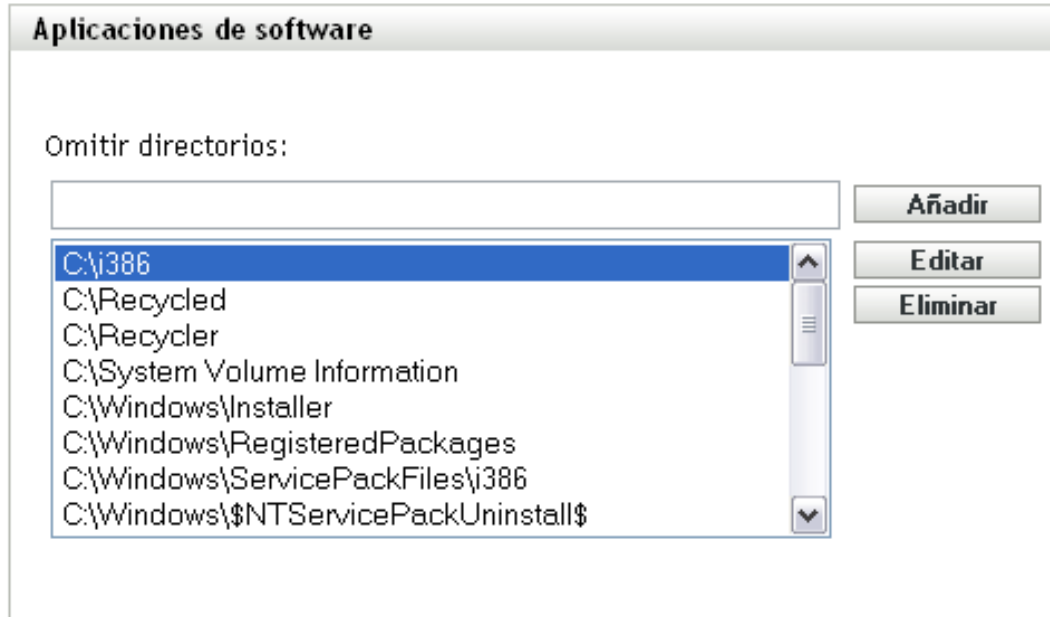 Aplicaciones de software
Omitir directorios:
Añadir
C:\i386
Editar
C:\Recycled
Eliminar
C:\Recycler
C:\System Volume Information
C:\Windows\Installer
C:\Windows\RegisteredPackages
C:\Windows\ServicePackFiles\i386
C:\Windows\$NTServicePackUninstall$